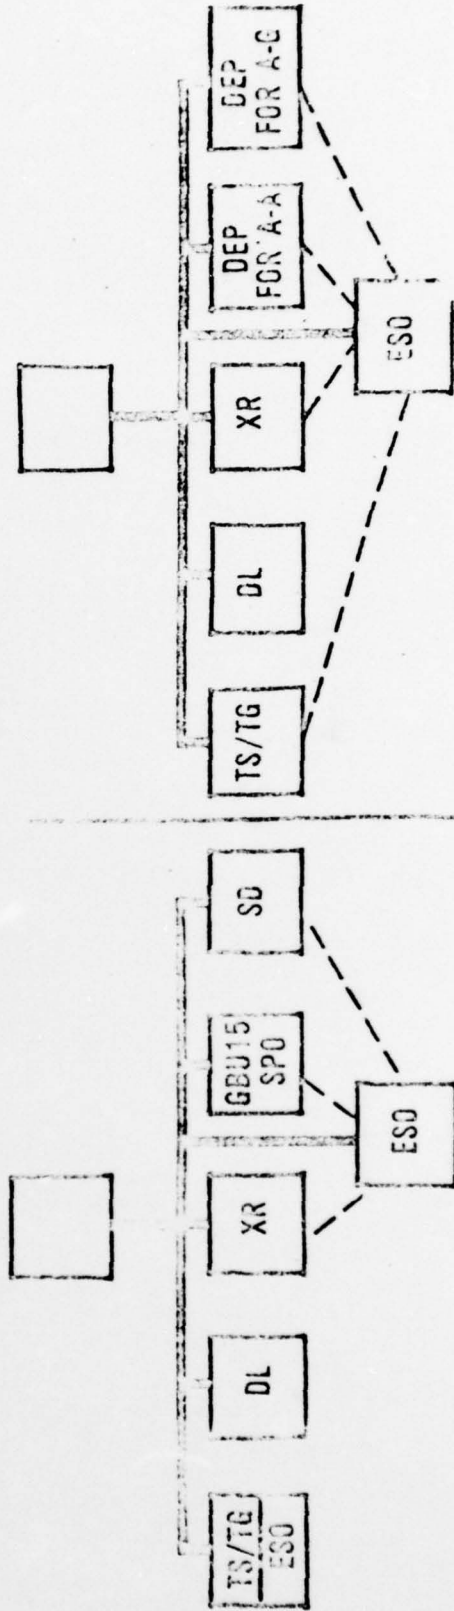 TS/TG
ESO
DL
XR
GBU15
SPO
SD
ESO
TS/TG
DL
XR
DEP
FOR A-A
DEP
FOR A-G
ESO